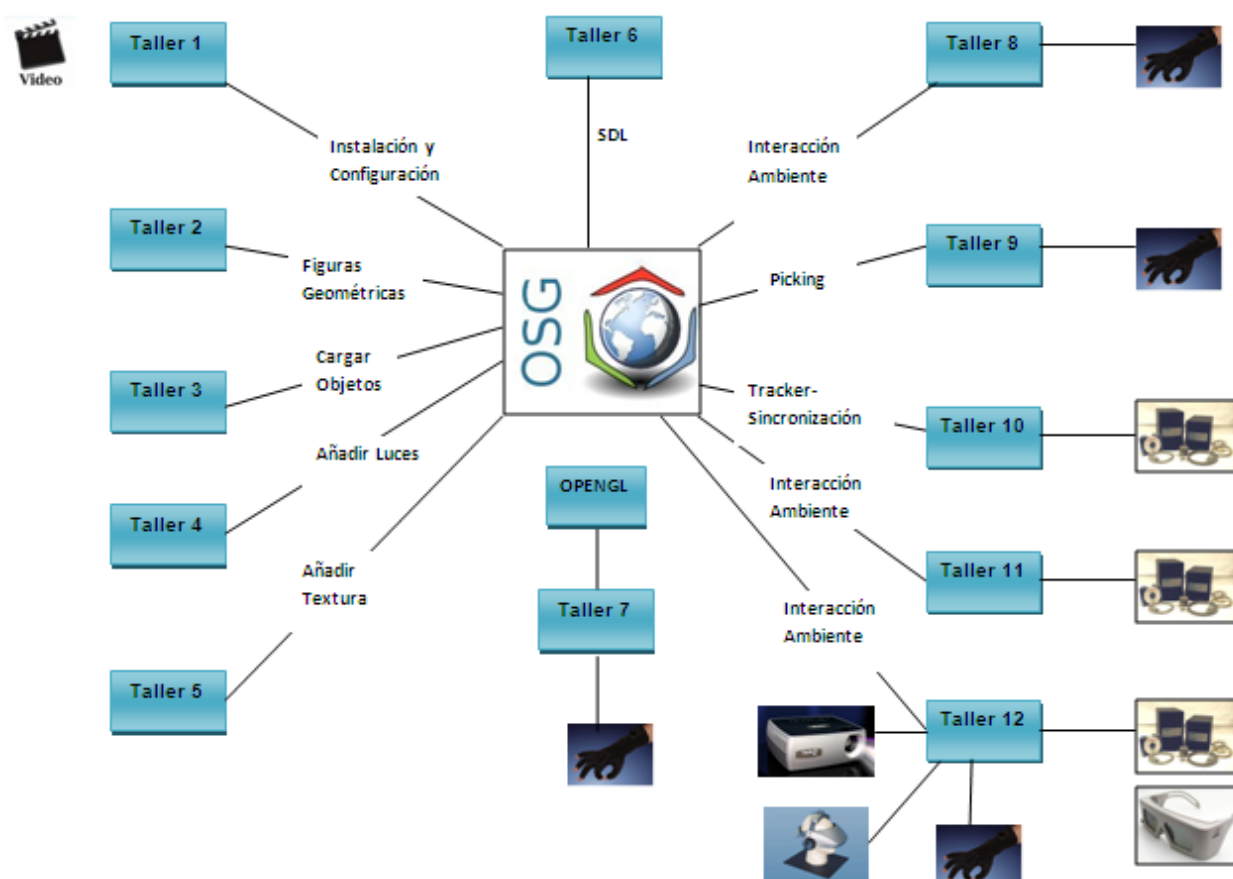 Video
Taller 1
Taller 6
Taller 8
SDL
Instalación y
Configuración
Interacción
Ambiente
Taller 2
Taller 9
Figuras
Geométricas
Picking
OSG
Cargar
Objetos
Taller 3
Tracker-
Sincronización
Taller 10
Añadir Luces
OPENGL
Interacción
Ambiente
Taller 4
Taller 11
Añadir
Textura
Taller 7
Interacción
Ambiente
Taller 5
Taller 12